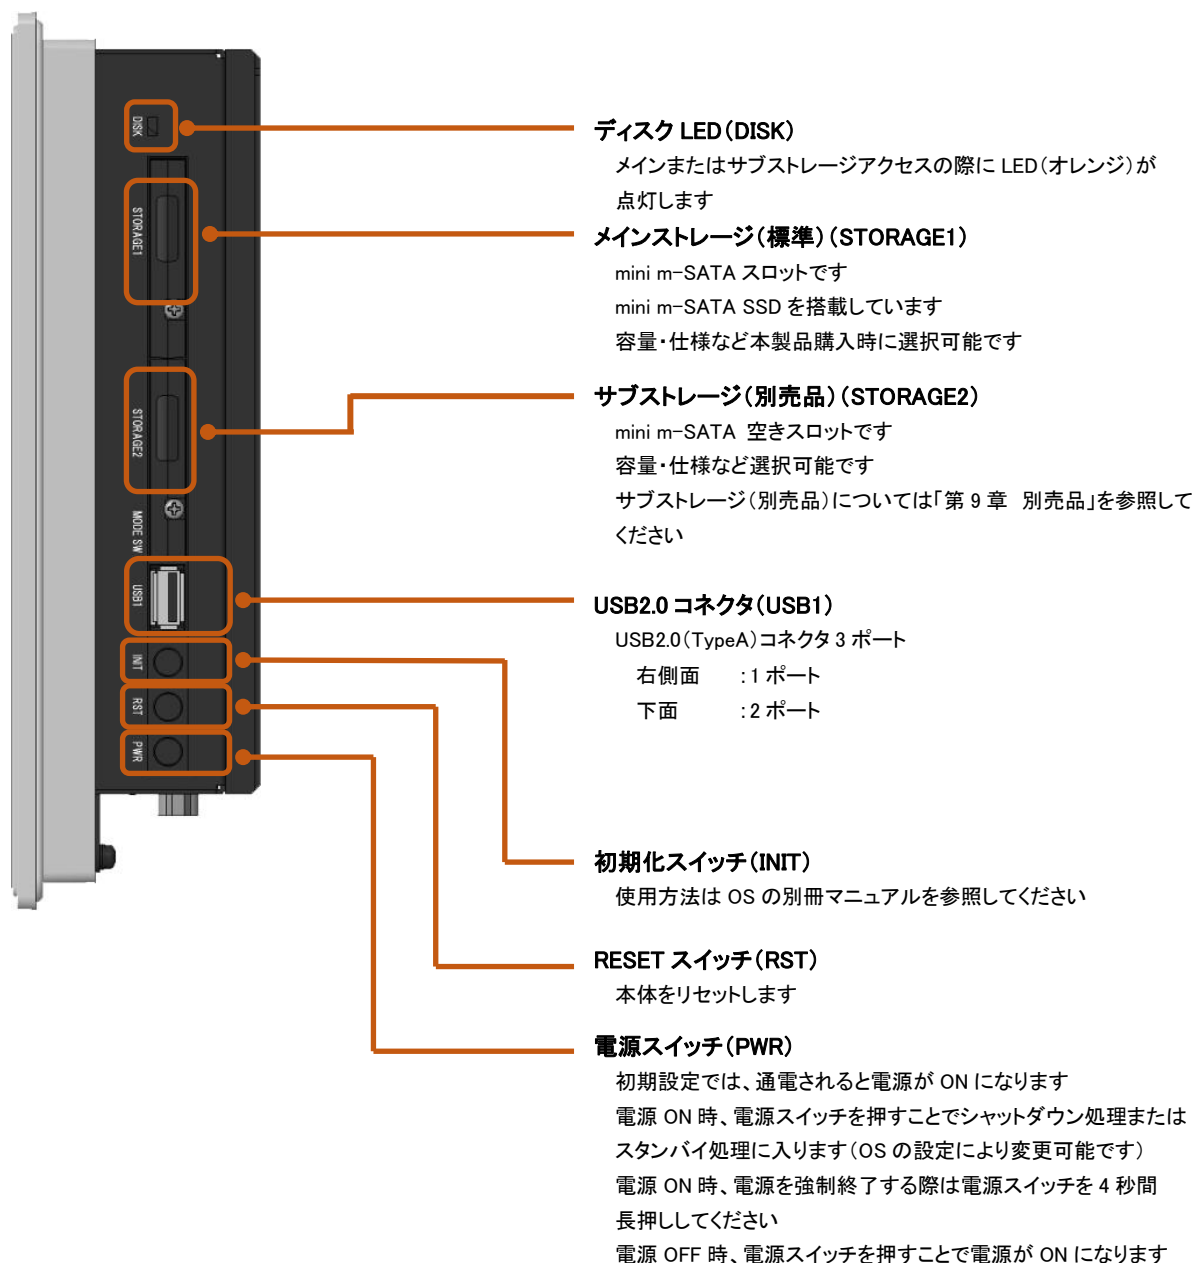 DISK
STORAGE1
STORAGE2
MODE SW
USB1
INIT
RST
PWR
ディスク LED(DISK)
メインまたはサブストレージアクセスの際に LED(オレンジ)が
点灯します
メインストレージ(標準)(STORAGE1)
mini m-SATA スロットです
mini m-SATA SSD を搭載しています
容量・仕様など本製品購入時に選択可能です
サブストレージ(別売品)(STORAGE2)
mini m-SATA 空きスロットです
容量・仕様など選択可能です
サブストレージ(別売品)については「第 9 章 別売品」を参照して
ください
USB2.0 コネクタ(USB1)
USB2.0(TypeA)コネクタ 3 ポート
右側面 :1 ポート
下面 :2 ポート
初期化スイッチ(INIT)
使用方法は OS の別冊マニュアルを参照してください
RESET スイッチ(RST)
本体をリセットします
電源スイッチ(PWR)
初期設定では、通電されると電源が ON になります
電源 ON 時、電源スイッチを押すことでシャットダウン処理または
スタンバイ処理に入ります(OS の設定により変更可能です)
電源 ON 時、電源を強制終了する際は電源スイッチを 4 秒間
長押ししてください
電源 OFF 時、電源スイッチを押すことで電源が ON になります